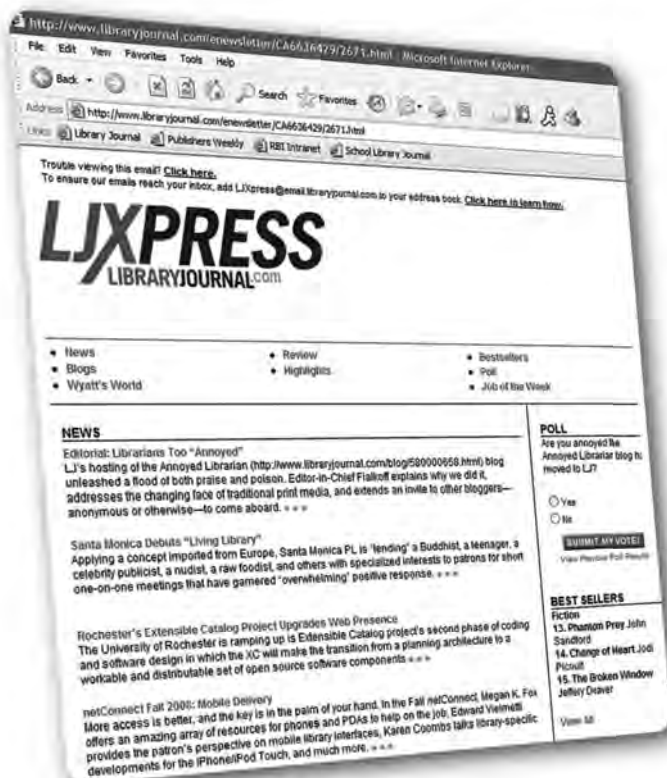 http://www.libraryjournal.com/enewsletter/CA6636429/2671.html - Microsoft Internet Explorer
File Edit View Favorites Tools Help
Back Search Favorites
Address http://www.libraryjournal.com/enewsletter/CA6636429/2671.html
Links Library Journal Publishers Weekly RBI Intranet School Library Journal
Trouble viewing this email? Click here.
To ensure our emails reach your inbox, add LJXpress@email.libraryjournal.com to your address book. Click here to learn how.
LJXPRESS
LIBRARYJOURNAL.com
• News
• Blogs
• Wyatt's World
• Review
• Highlights
• Bestsellers
• Poll
• Job of the Week
NEWS
Editorial: Librarians Too "Annoyed"
LJ's hosting of the Annoyed Librarian (http://www.libraryjournal.com/blog/580000658.html) blog
unleashed a flood of both praise and poison. Editor-in-Chief Fialkoff explains why we did it,
addresses the changing face of traditional print media, and extends an invite to other bloggers—
anonymous or otherwise—to come aboard.
Santa Monica Debuts "Living Library"
Applying a concept imported from Europe, Santa Monica PL is 'lending' a Buddhist, a teenager, a
celebrity publicist, a nudist, a raw foodist, and others with specialized interests to patrons for short
one-on-one meetings that have garnered 'overwhelming' positive response.
Rochester's Extensible Catalog Project Upgrades Web Presence
The University of Rochester is ramping up is Extensible Catalog project's second phase of coding
and software design in which the XC will make the transition from a planning architecture to a
workable and distributable set of open source software components
netConnect Fall 2008: Mobile Delivery
More access is better, and the key is in the palm of your hand. In the Fall netConnect, Megan K. Fox
offers an amazing array of resources for phones and PDAs to help on the job, Edward Vielmetti
provides the patron's perspective on mobile library interfaces, Karen Coombs talks library-specific
developments for the iPhone/iPod Touch, and much more.
POLL
Are you annoyed the
Annoyed Librarian blog has
moved to LJ?
Yes
No
SUBMIT MY VOTE!
View Previous Poll Results
BEST SELLERS
Fiction
13. Phantom Prey John
Sandford
14. Change of Heart Jodi
Picoult
15. The Broken Window
Jeffery Deaver
View All